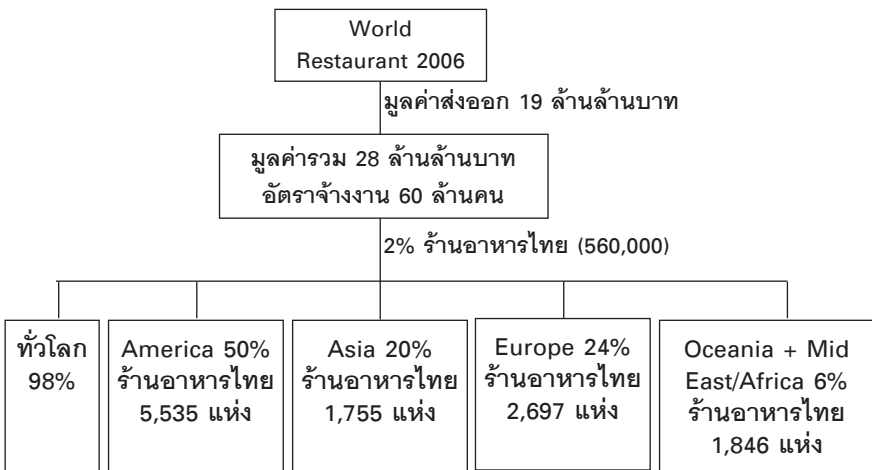 World
Restaurant 2006
มูลค่าส่งออก 19 ล้านล้านบาท
มูลค่ารวม 28 ล้านล้านบาท
อัตราจ้างงาน 60 ล้านคน
2% ร้านอาหารไทย (560,000)
ทั่วโลก
98%
America 50%
ร้านอาหารไทย
5,535 แห่ง
Asia 20%
ร้านอาหารไทย
1,755 แห่ง
Europe 24%
ร้านอาหารไทย
2,697 แห่ง
Oceania + Mid
East/Africa 6%
ร้านอาหารไทย
1,846 แห่ง